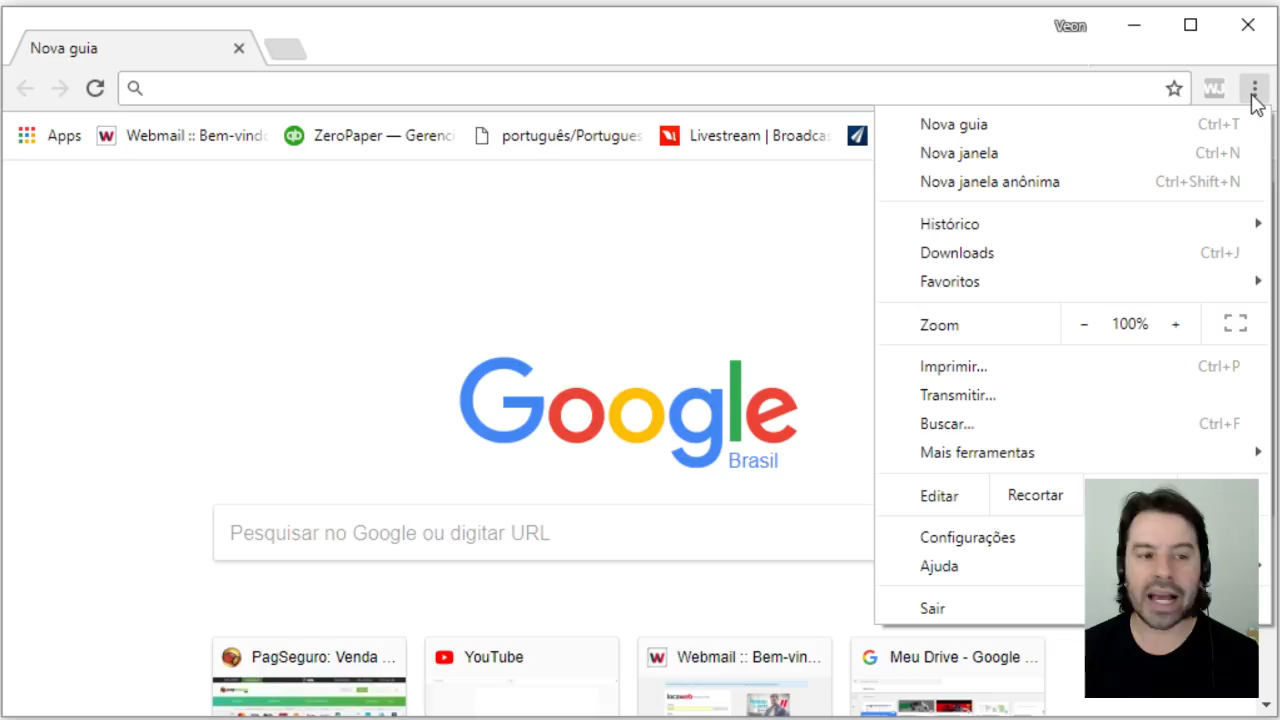 Veon
Nova guia
WJ
Apps
Webmail :: Bem-vindo
ZeroPaper — Gerenci
português/Portugues
Livestream | Broadcas
Nova guia Ctrl+T
Nova janela Ctrl+N
Nova janela anônima Ctrl+Shift+N
Histórico
Downloads Ctrl+J
Favoritos
Zoom - 100% +
Imprimir... Ctrl+P
Transmitir...
Buscar... Ctrl+F
Mais ferramentas
Editar Recortar
Configurações
Ajuda
Sair
Google
Brasil
Pesquisar no Google ou digitar URL
PagSeguro: Venda ...
YouTube
Webmail :: Bem-vin...
Meu Drive - Google ...
locaweb